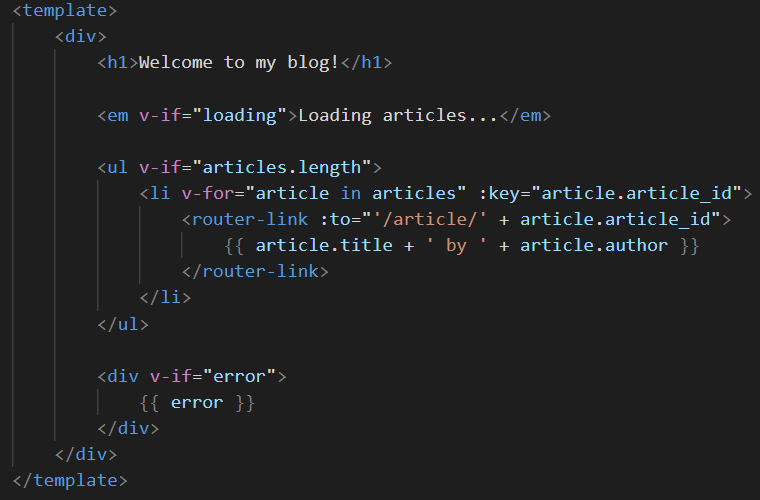 <template>
    <div>
        <h1>Welcome to my blog!</h1>

        <em v-if="loading">Loading articles...</em>

        <ul v-if="articles.length">
            <li v-for="article in articles" :key="article.article_id">
                <router-link :to="'/article/' + article.article_id">
                    {{ article.title + ' by ' + article.author }}
                </router-link>
            </li>
        </ul>

        <div v-if="error">
            {{ error }}
        </div>
    </div>
</template>